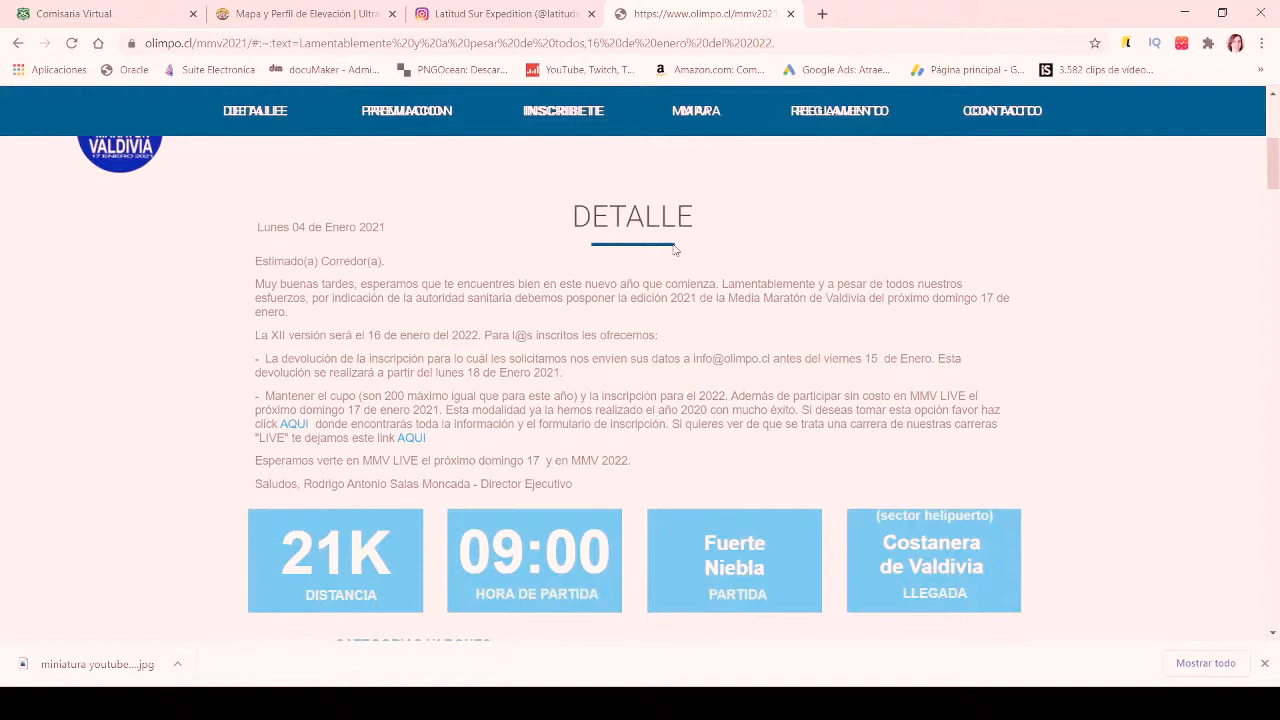 Comisaria Virtual
Mapa y Perfil de Elevación | Ultra
Latitud Sur Expedition (@latituds
https://www.olimpo.cl/mmv2021
olimpo.cl/mmv2021/#:~:text=Lamentablemente%20y%20a%20pesar%20de%20todos,16%20de%20enero%20del%202022.
Aplicaciones
Oracle
Suite Electronica
docuMaker - Admi...
PNGOcean: Descar...
YouTube, Twitch, T...
Amazon.com: Com...
Google Ads: Atrae...
Página principal - G...
3.582 clips de vídeo...
DETALLE
PREMIACION
INSCRIBETE
MAPA
REGLAMENTO
CONTACTO
MARATÓN
VALDIVIA
17 ENERO 2021
DETALLE
Lunes 04 de Enero 2021
Estimado(a) Corredor(a).
Muy buenas tardes, esperamos que te encuentres bien en este nuevo año que comienza. Lamentablemente y a pesar de todos nuestros
esfuerzos, por indicación de la autoridad sanitaria debemos posponer la edición 2021 de la Media Maratón de Valdivia del próximo domingo 17 de
enero.
La XII versión será el 16 de enero del 2022. Para l@s inscritos les ofrecemos:
- La devolución de la inscripción para lo cuál les solicitamos nos envíen sus datos a info@olimpo.cl antes del viernes 15 de Enero. Esta
devolución se realizará a partir del lunes 18 de Enero 2021.
- Mantener el cupo (son 200 máximo igual que para este año) y la inscripción para el 2022. Además de participar sin costo en MMV LIVE el
próximo domingo 17 de enero 2021. Esta modalidad ya la hemos realizado el año 2020 con mucho éxito. Si deseas tomar esta opción favor haz
click AQUI donde encontrarás toda la información y el formulario de inscripción. Si quieres ver de que se trata una carrera de nuestras carreras
"LIVE" te dejamos este link AQUI
Esperamos verte en MMV LIVE el próximo domingo 17 y en MMV 2022.
Saludos, Rodrigo Antonio Salas Moncada - Director Ejecutivo
21K
DISTANCIA
09:00
HORA DE PARTIDA
Fuerte
Niebla
PARTIDA
(sector helipuerto)
Costanera
de Valdivia
LLEGADA
CATEGORIAS VARONES
miniatura youtube....jpg
Mostrar todo